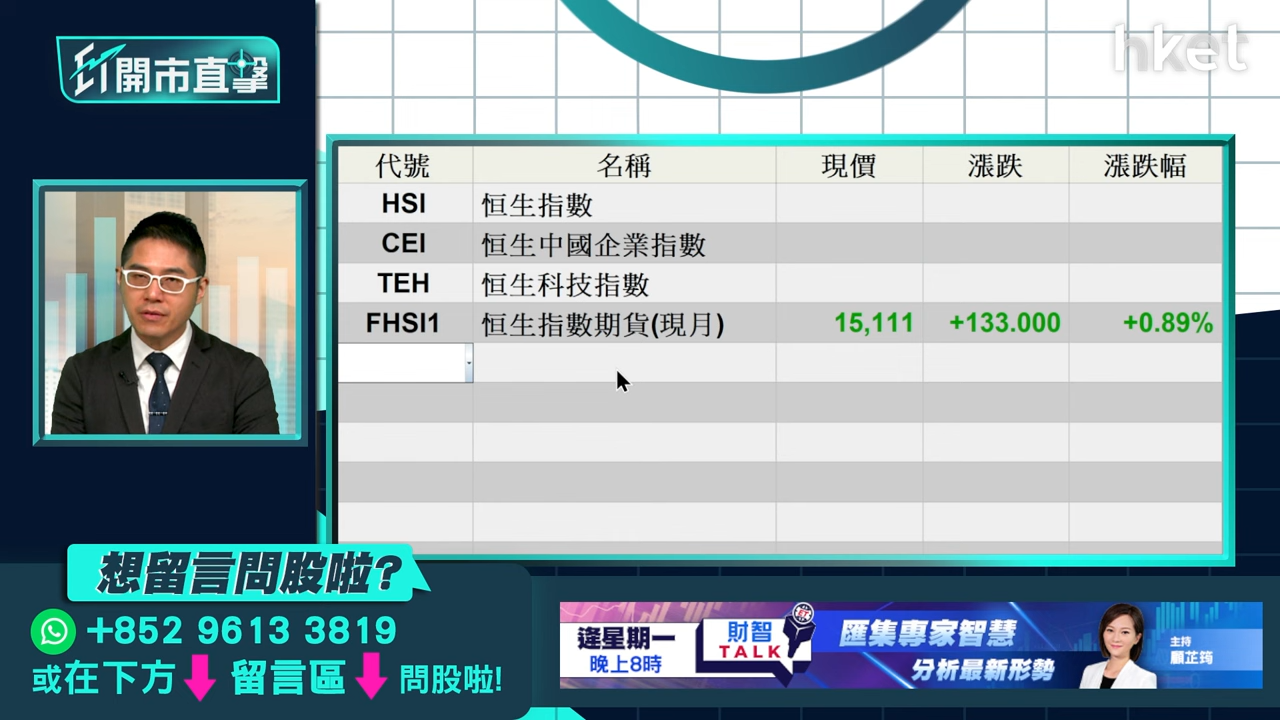 hket
ET開市直擊
代號 名稱 現價 漲跌 漲跌幅
HSI 恒生指數
CEI 恒生中國企業指數
TEH 恒生科技指數
FHSI1 恒生指數期貨(現月) 15,111 +133.000 +0.89%
想留言問股啦?
+852 9613 3819
或在下方 留言區 問股啦!
逢星期一
晚上8時
財智
TALK
匯集專家智慧
分析最新形勢
主持
顧芷筠